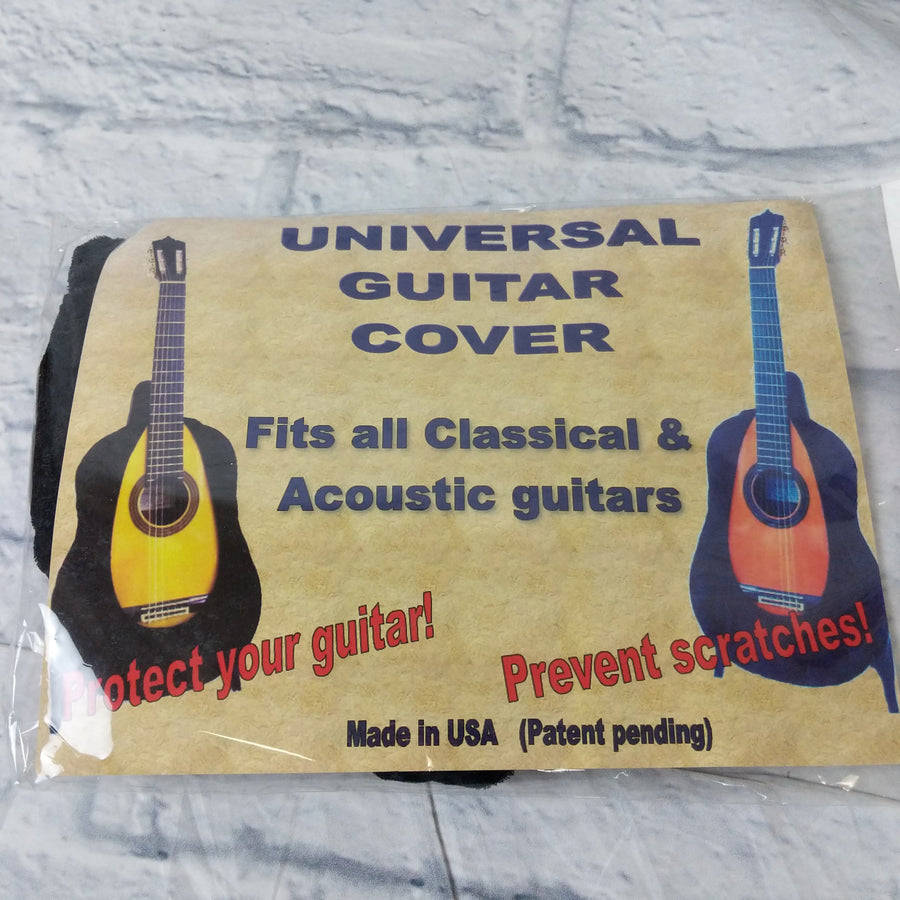 UNIVERSAL
GUITAR
COVER
Fits all Classical &
Acoustic guitars
Protect your guitar!
Prevent scratches!
Made in USA (Patent pending)